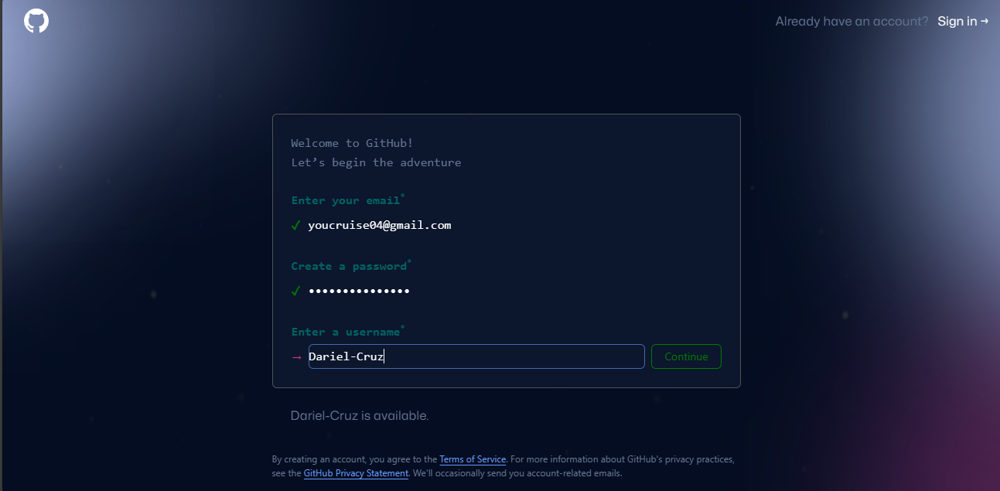 Already have an account? Sign in →
Welcome to GitHub!
Let's begin the adventure
Enter your email*
✓ youcruise04@gmail.com
Create a password*
✓ •••••••••••••••
Enter a username*
→ Dariel-Cruz Continue
Dariel-Cruz is available.
By creating an account, you agree to the Terms of Service. For more information about GitHub's privacy practices,
see the GitHub Privacy Statement. We'll occasionally send you account-related emails.